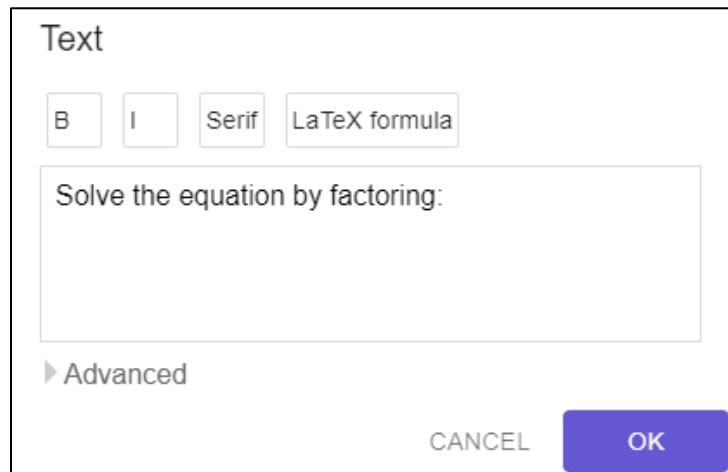 Text
B I Serif LaTeX formula
Solve the equation by factoring:
Advanced
CANCEL OK